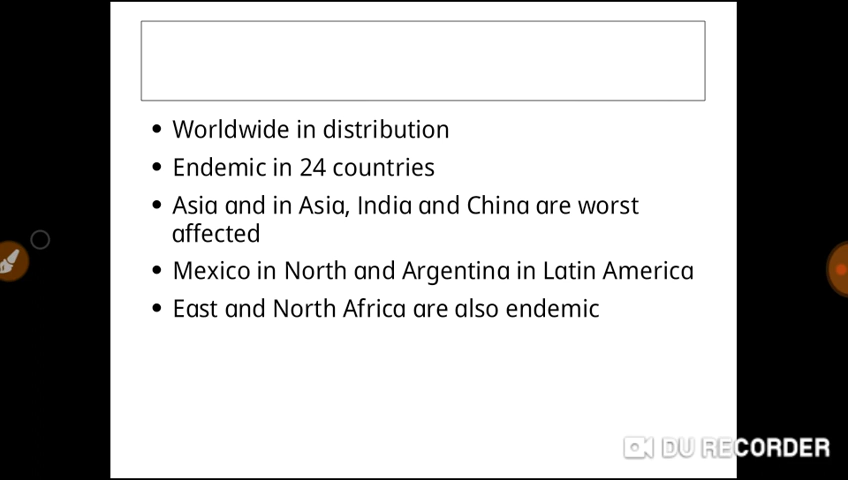 • Worldwide in distribution
• Endemic in 24 countries
• Asia and in Asia, India and China are worst
affected
• Mexico in North and Argentina in Latin America
• East and North Africa are also endemic
DU RECORDER